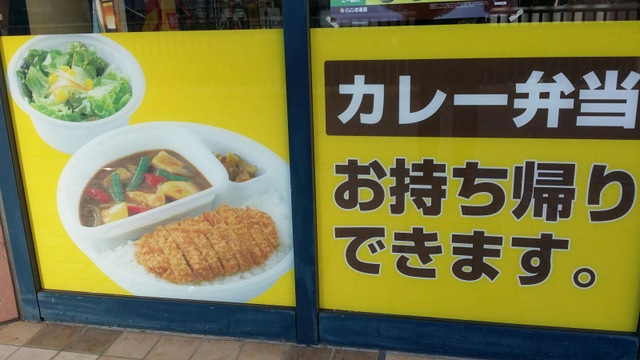 カレー弁当
お持ち帰り
できます。